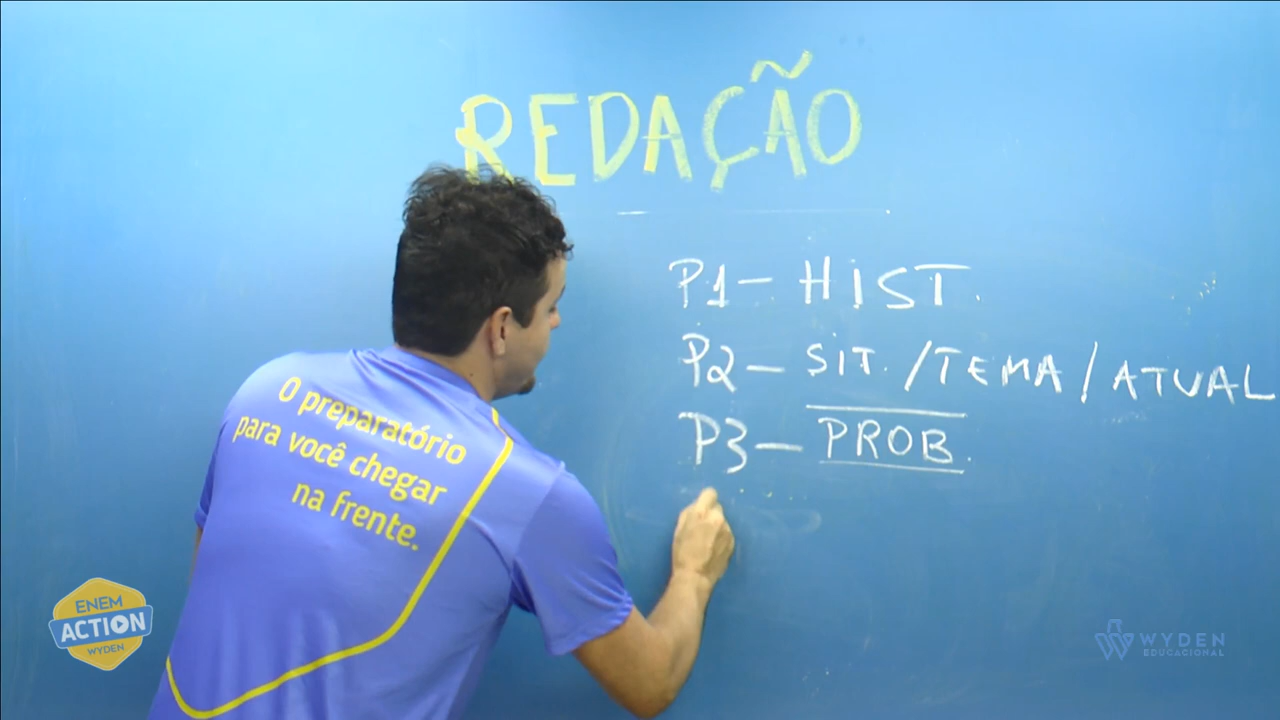 REDAÇÃO
P1 - HIST.
P2 - SIT. / TEMA / ATUAL
P3 - PROB.
O preparatório
para você chegar
na frente.
ENEM
ACTION
WYDEN
WYDEN
EDUCACIONAL